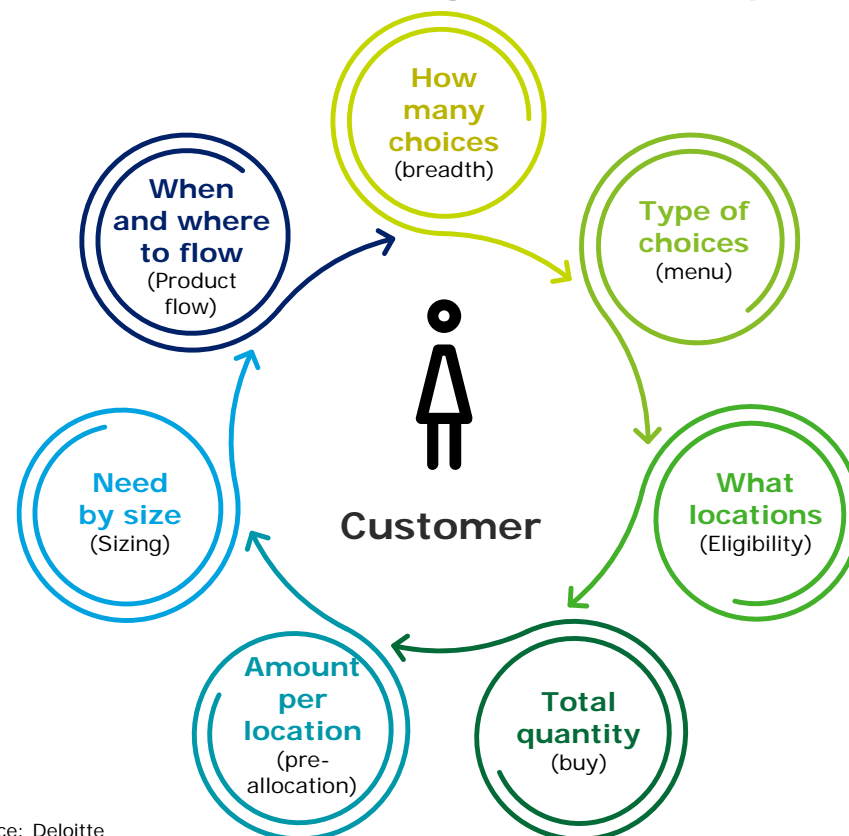 How
many
choices
(breadth)
Type of
choices
(menu)
What
locations
(Eligibility)
Total
quantity
(buy)
Amount
per
location
(pre-
allocation)
Need
by size
(Sizing)
When
and where
to flow
(Product
flow)
Customer
Deloitte